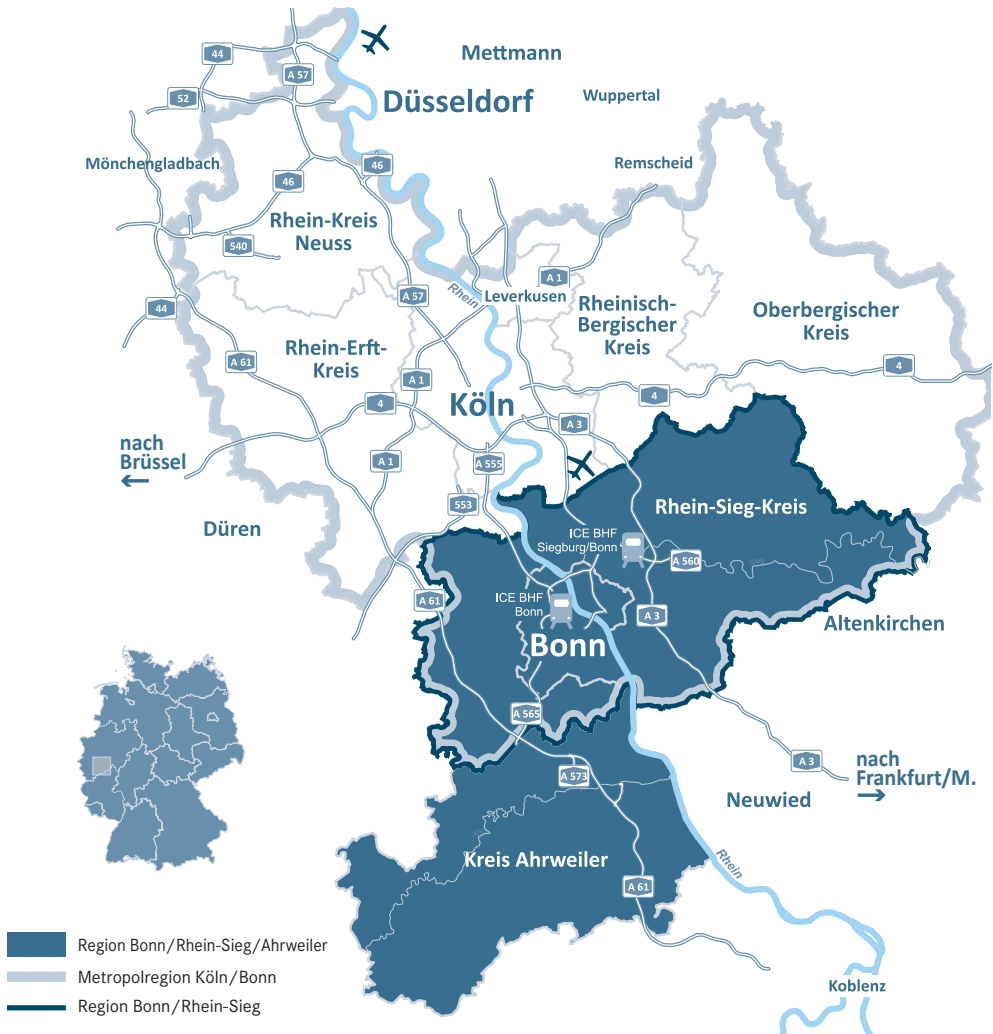 44
Mettmann
A 57
Düsseldorf
Wuppertal
52
Mönchengladbach
46
Remscheid
46
Rhein-Kreis
Neuss
540
A 1
Rhein
Leverkusen
A 57
44
Rheinisch-
Bergischer
Kreis
Oberbergischer
Kreis
Rhein-Erft-
Kreis
A 61
A 1
4
4
4
Köln
A 3
nach
Brüssel
A 1
A 555
553
Rhein-Sieg-Kreis
Düren
ICE BHF
Siegburg/Bonn
A 560
A 61
ICE BHF
Bonn
A 3
Altenkirchen
Bonn
A 565
A 3
nach
Frankfurt/M.
A 573
Neuwied
Kreis Ahrweiler
Rhein
A 61
Region Bonn/Rhein-Sieg/Ahrweiler
Metropolregion Köln/Bonn
Region Bonn/Rhein-Sieg
Koblenz